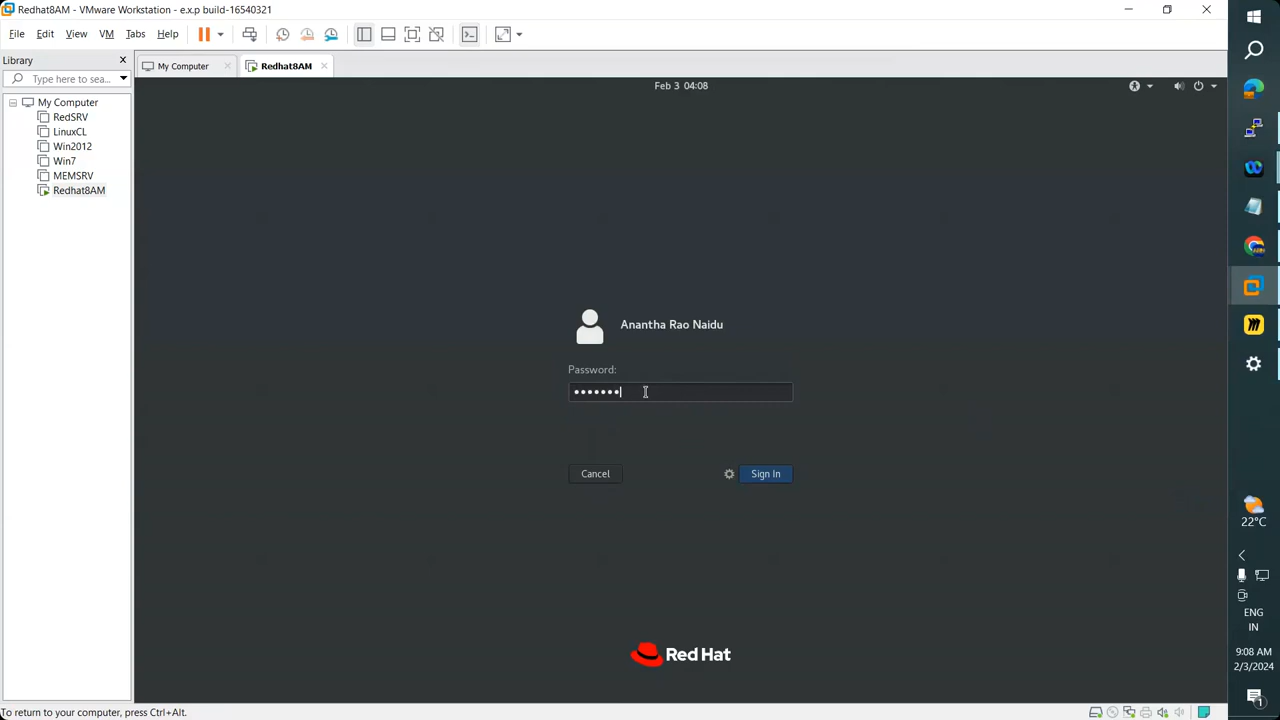 Redhat8AM - VMware Workstation - e.x.p build-16540321
File Edit View VM Tabs Help
Library
Type here to sea...
My Computer
RedSRV
LinuxCL
Win2012
Win7
MEMSRV
Redhat8AM
My Computer
Redhat8AM
Feb 3 04:08
Anantha Rao Naidu
Password:
Cancel
Sign In
Red Hat
To return to your computer, press Ctrl+Alt.
22°C
ENG
IN
9:08 AM
2/3/2024
1